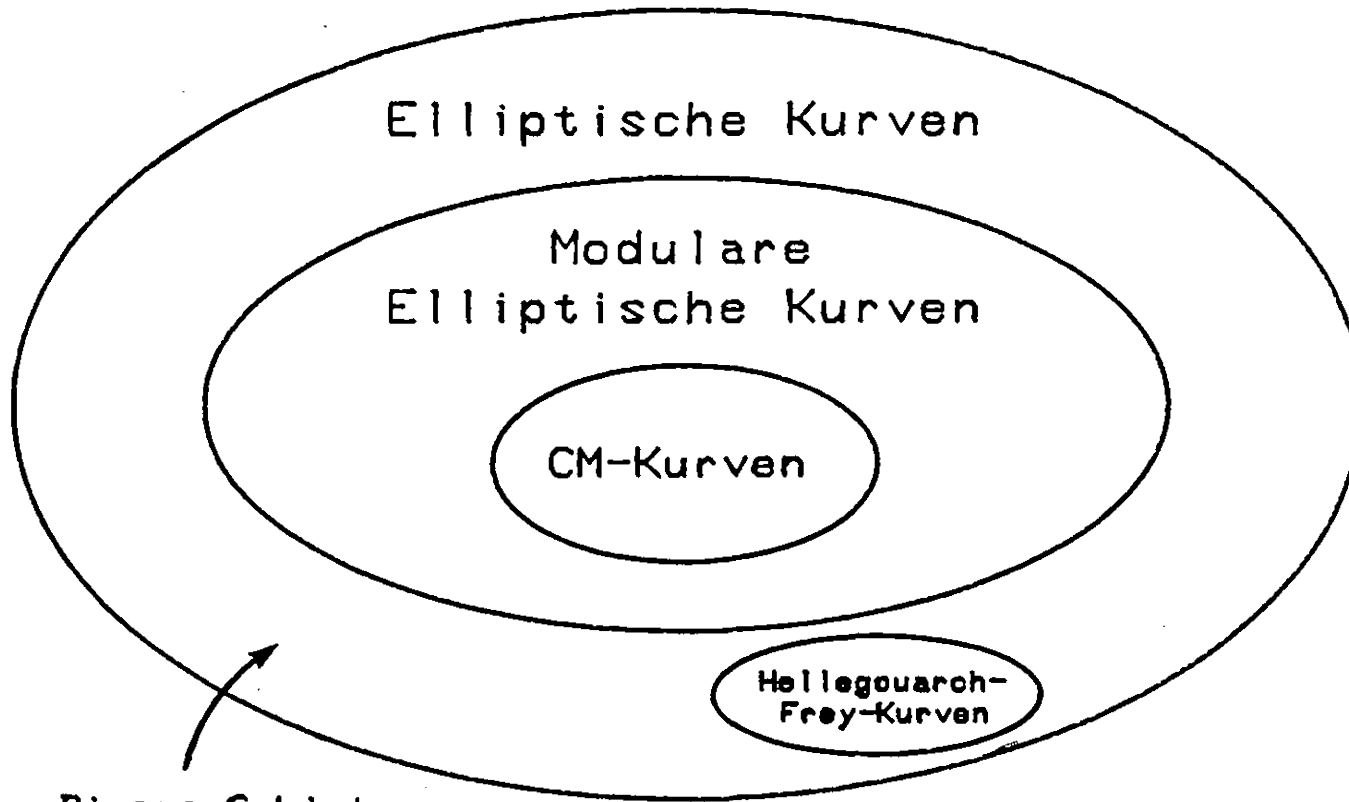 Elliptische Kurven
Modulare
Elliptische Kurven
CM-Kurven
Hellegouarch-
Frey-Kurven